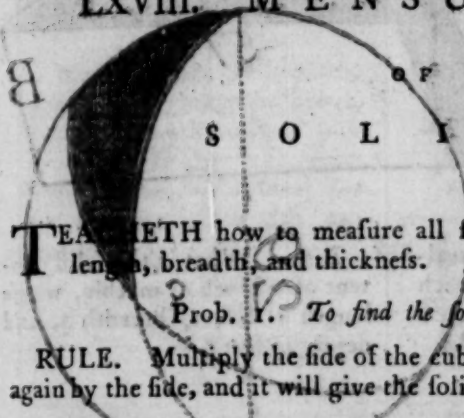 LXVIII. M E N S U
O F
S O L I
TEACHETH how to meaſure all
length, breadth, and thickneſs.
Prob. 1. To find the ſo
RULE. Multiply the ſide of the cub
again by the ſide, and it will give the ſoli